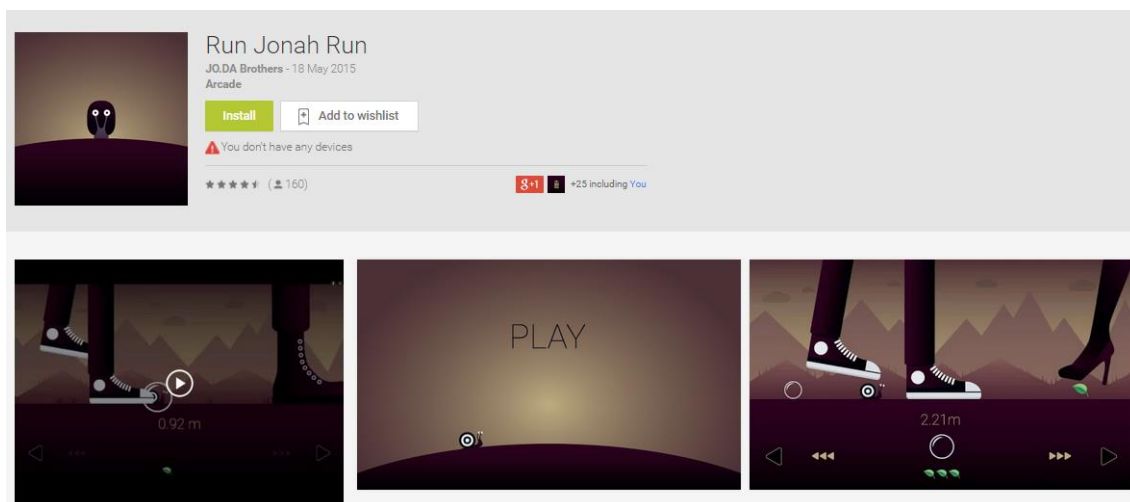 Run Jonah Run
JO.DA Brothers - 18 May 2015
Arcade
Install
Add to wishlist
You don't have any devices
(160)
g+1
+25 including You
0.92 m
PLAY
2.21m